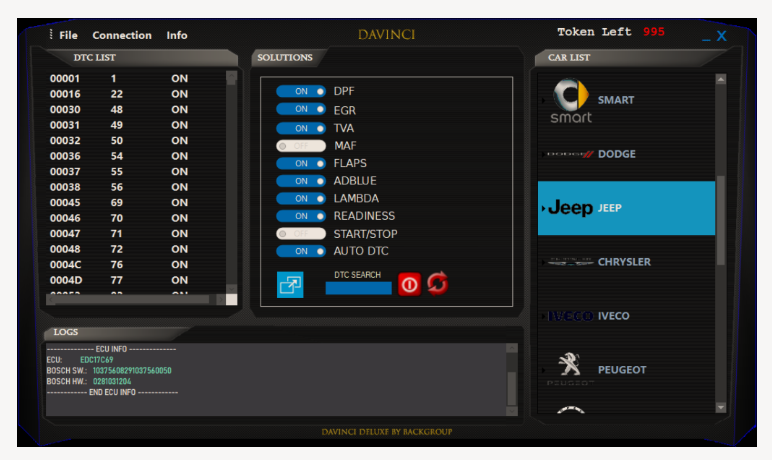 File Connection Info
DAVINCI
Token Left 995
_ X
DTC LIST
00001 1 ON
00016 22 ON
00030 48 ON
00031 49 ON
00032 50 ON
00036 54 ON
00037 55 ON
00038 56 ON
00045 69 ON
00046 70 ON
00047 71 ON
00048 72 ON
0004C 76 ON
0004D 77 ON
SOLUTIONS
ON DPF
ON EGR
ON TVA
OFF MAF
ON FLAPS
ON ADBLUE
ON LAMBDA
ON READINESS
OFF START/STOP
ON AUTO DTC
DTC SEARCH
CAR LIST
smart SMART
DODGE
Jeep JEEP
CHRYSLER
IVECO IVECO
PEUGEOT PEUGEOT
LOGS
-------------- ECU INFO --------------
ECU: EDC17C69
BOSCH SW.: 10375608291037560050
BOSCH HW.: 0281031204
------------ END ECU INFO ------------
DAVINCI DELUXE BY BACKGROUP